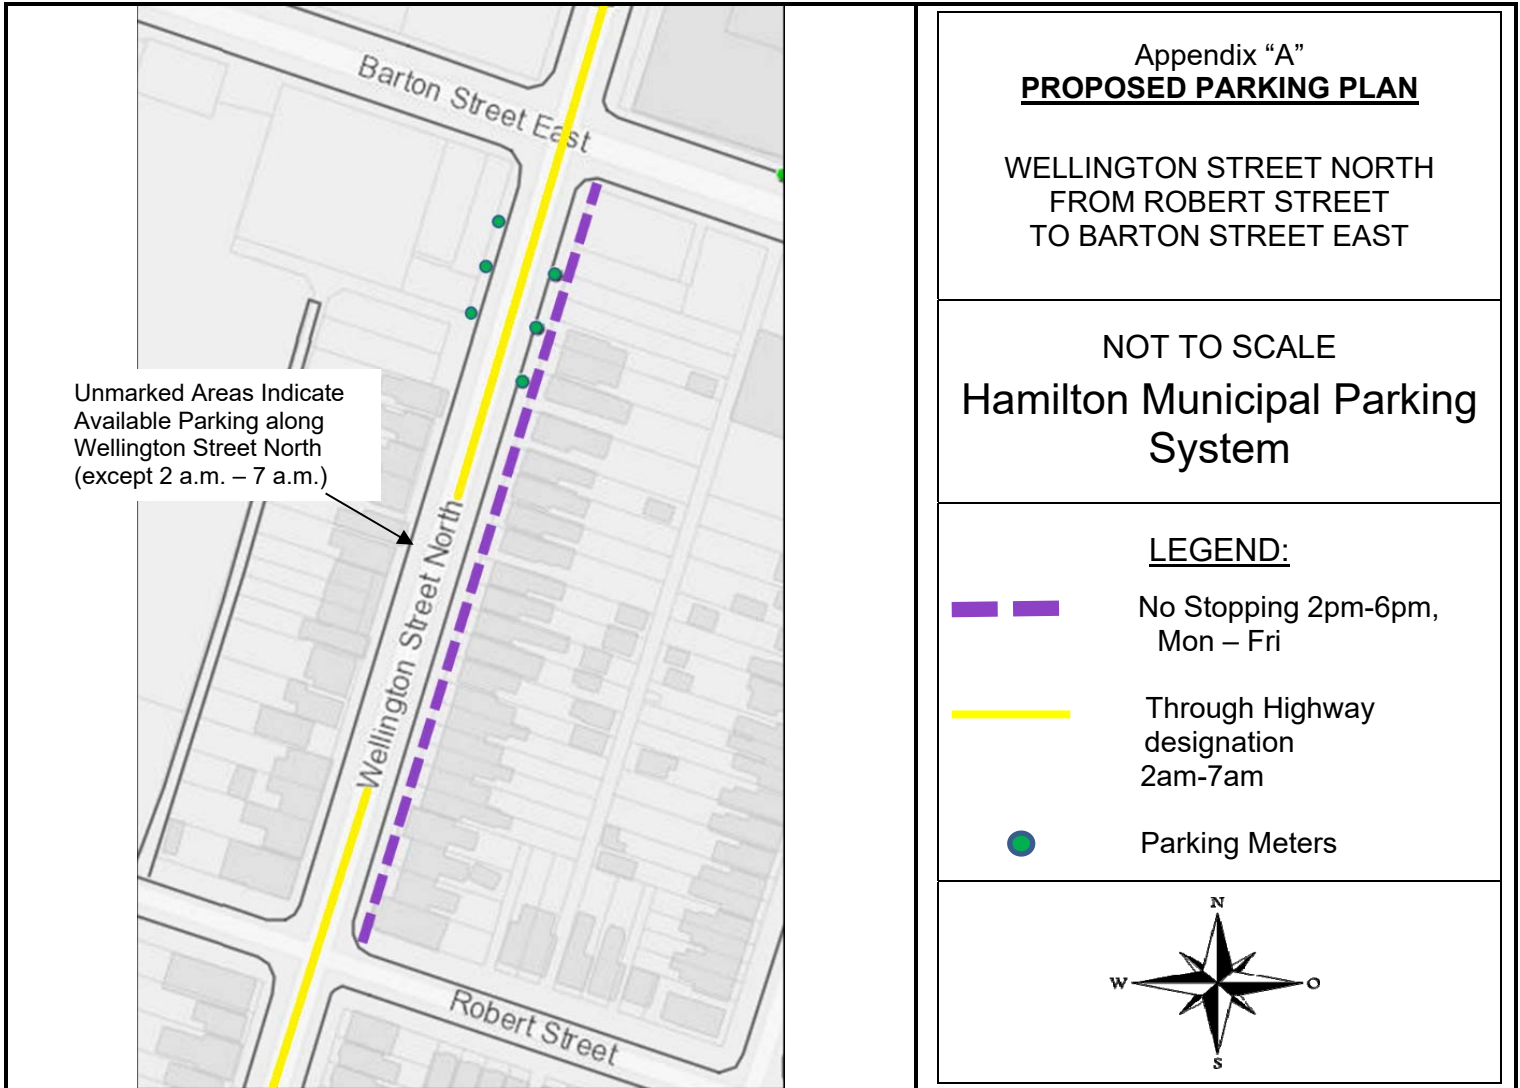 Barton Street East
Unmarked Areas Indicate
Available Parking along
Wellington Street North
(except 2 a.m. – 7 a.m.)
Wellington Street North
Robert Street
Appendix “A”
PROPOSED PARKING PLAN
WELLINGTON STREET NORTH
FROM ROBERT STREET
TO BARTON STREET EAST
NOT TO SCALE
Hamilton Municipal Parking
System
LEGEND:
No Stopping 2pm-6pm,
Mon – Fri
Through Highway
designation
2am-7am
Parking Meters
N
W
O
S